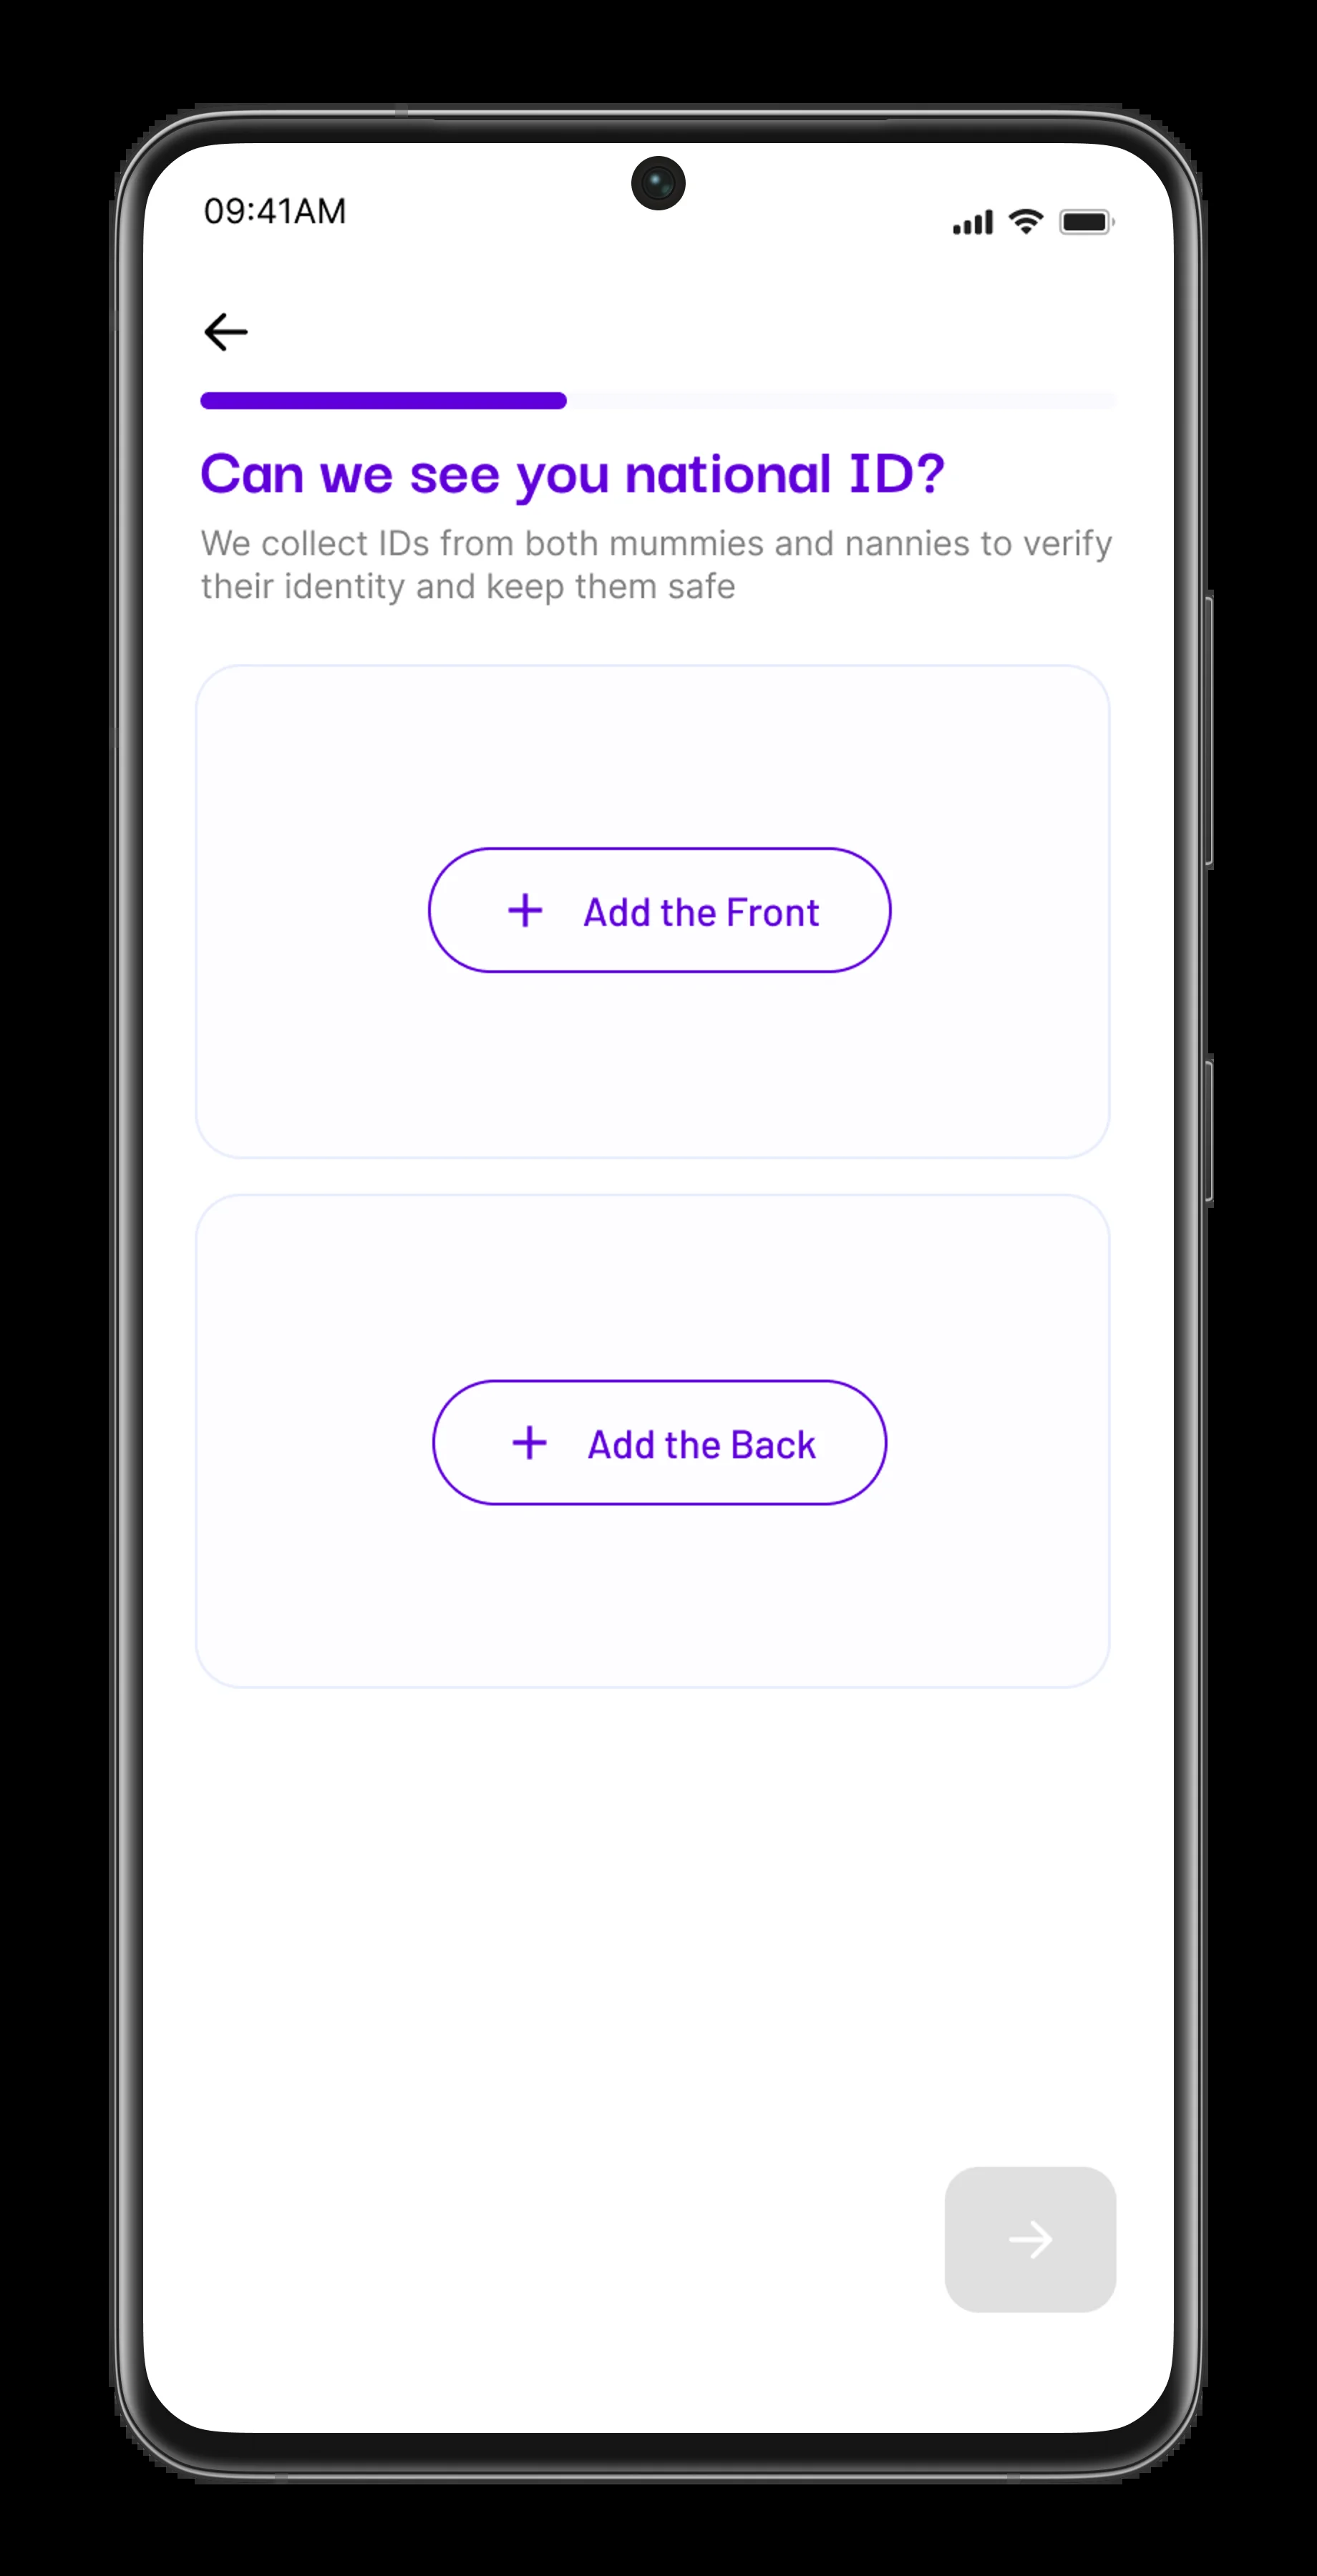 09:41AM
Can we see you national ID?
We collect IDs from both mummies and nannies to verify
their identity and keep them safe
+ Add the Front
+ Add the Back